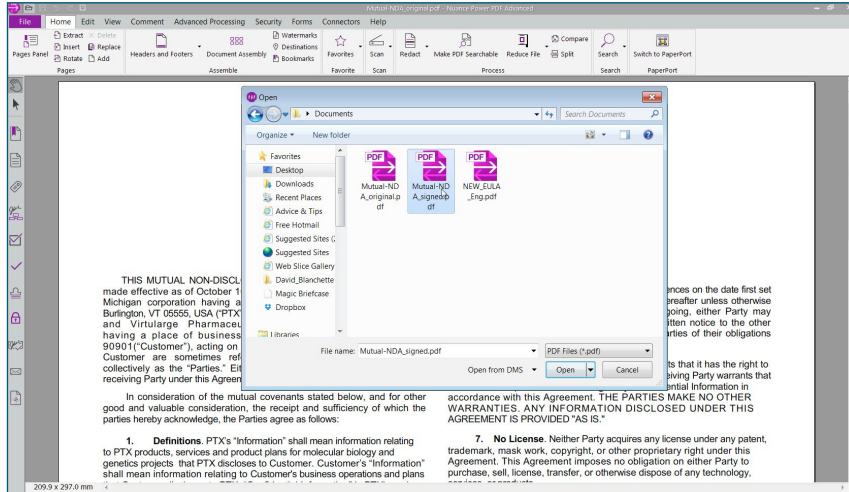 Mutual-NDA_original.pdf - Nuance Power PDF Advanced
File Home Edit View Comment Advanced Processing Security Forms Connectors Help
Extract Delete
Insert Replace
Rotate Add
Pages Panel
Pages
Headers and Footers
Document Assembly
Watermarks
Destinations
Bookmarks
Assemble
Favorites
Favorite
Scan
Scan
Redact
Make PDF Searchable
Reduce File
Compare
Split
Process
Search
Search
Switch to PaperPort
PaperPort
Open
Documents
Search Documents
Organize New folder
Favorites
Desktop
Downloads
Recent Places
Advice & Tips
Free Hotmail
Suggested Sites (2
Suggested Sites
Web Slice Gallery
David_Blanchette
Magic Briefcase
Dropbox
Libraries
PDF
Mutual-ND
A_original.p
df
PDF
Mutual-ND
A_signed.p
df
PDF
NEW_EULA
_Eng.pdf
File name: Mutual-NDA_signed.pdf
PDF Files (*.pdf)
Open from DMS Open Cancel
THIS MUTUAL NON-DISCL
made effective as of October 1
Michigan corporation having a
Burlington, VT 05555, USA ("PTX"
and Virtularge Pharmaceu
having a place of business
90901("Customer"), acting on
Customer are sometimes ref
collectively as the "Parties." Eit
receiving Party under this Agreem
In consideration of the mutual covenants stated below, and for other
good and valuable consideration, the receipt and sufficiency of which the
parties hereby acknowledge, the Parties agree as follows:
1. Definitions. PTX's "Information" shall mean information relating
to PTX products, services and product plans for molecular biology and
genetics projects that PTX discloses to Customer. Customer's "Information"
shall mean information relating to Customer's business operations and plans
ences on the date first set
ereafter unless otherwise
going, either Party may
itten notice to the other
arties of their obligations
ts that it has the right to
eiving Party warrants that
ential Information in
accordance with this Agreement. THE PARTIES MAKE NO OTHER
WARRANTIES. ANY INFORMATION DISCLOSED UNDER THIS
AGREEMENT IS PROVIDED "AS IS."
7. No License. Neither Party acquires any license under any patent,
trademark, mask work, copyright, or other proprietary right under this
Agreement. This Agreement imposes no obligation on either Party to
purchase, sell, license, transfer, or otherwise dispose of any technology,
209.9 x 297.0 mm